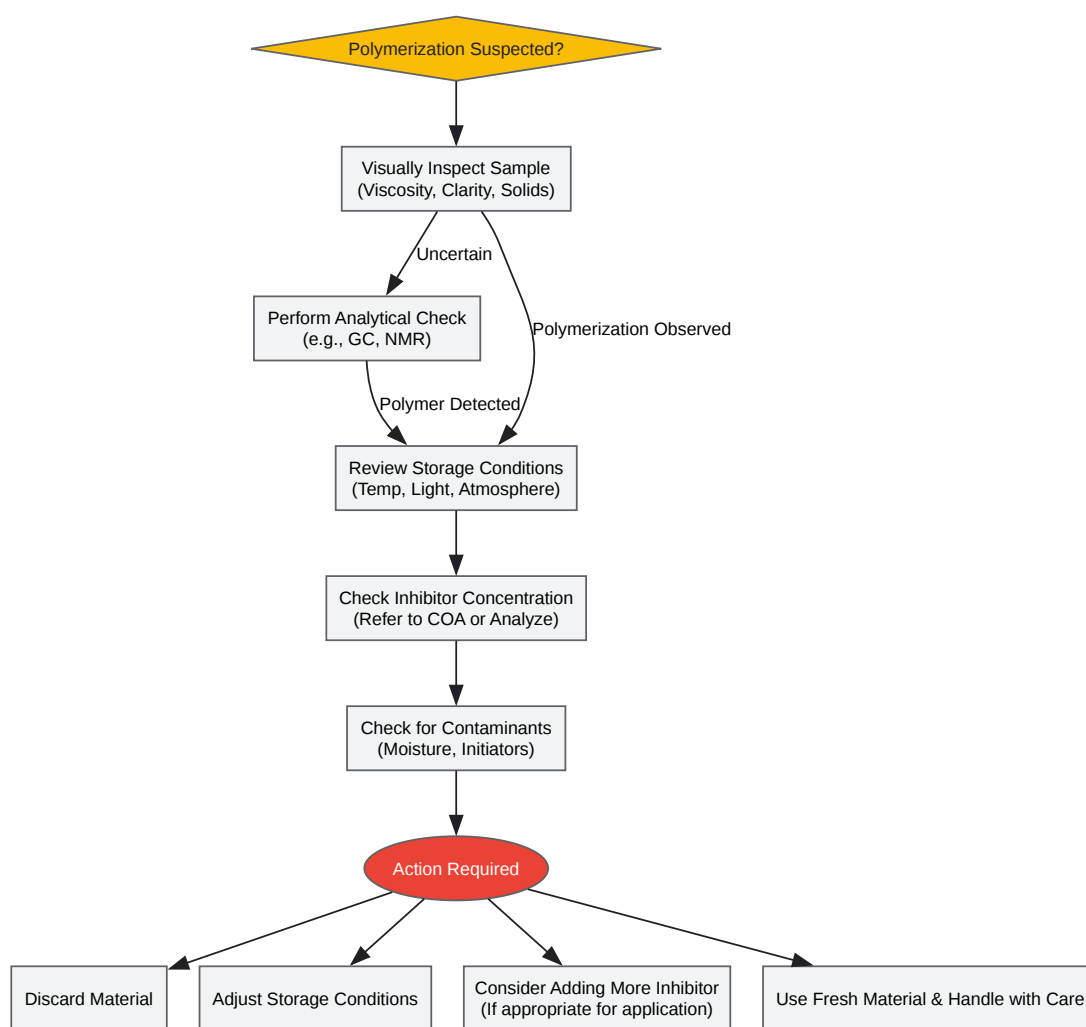 Polymerization Suspected?
Visually Inspect Sample
(Viscosity, Clarity, Solids)
Uncertain
Perform Analytical Check
(e.g., GC, NMR)
Polymerization Observed
Polymer Detected
Review Storage Conditions
(Temp, Light, Atmosphere)
Check Inhibitor Concentration
(Refer to COA or Analyze)
Check for Contaminants
(Moisture, Initiators)
Action Required
Discard Material
Adjust Storage Conditions
Consider Adding More Inhibitor
(If appropriate for application)
Use Fresh Material & Handle with Care